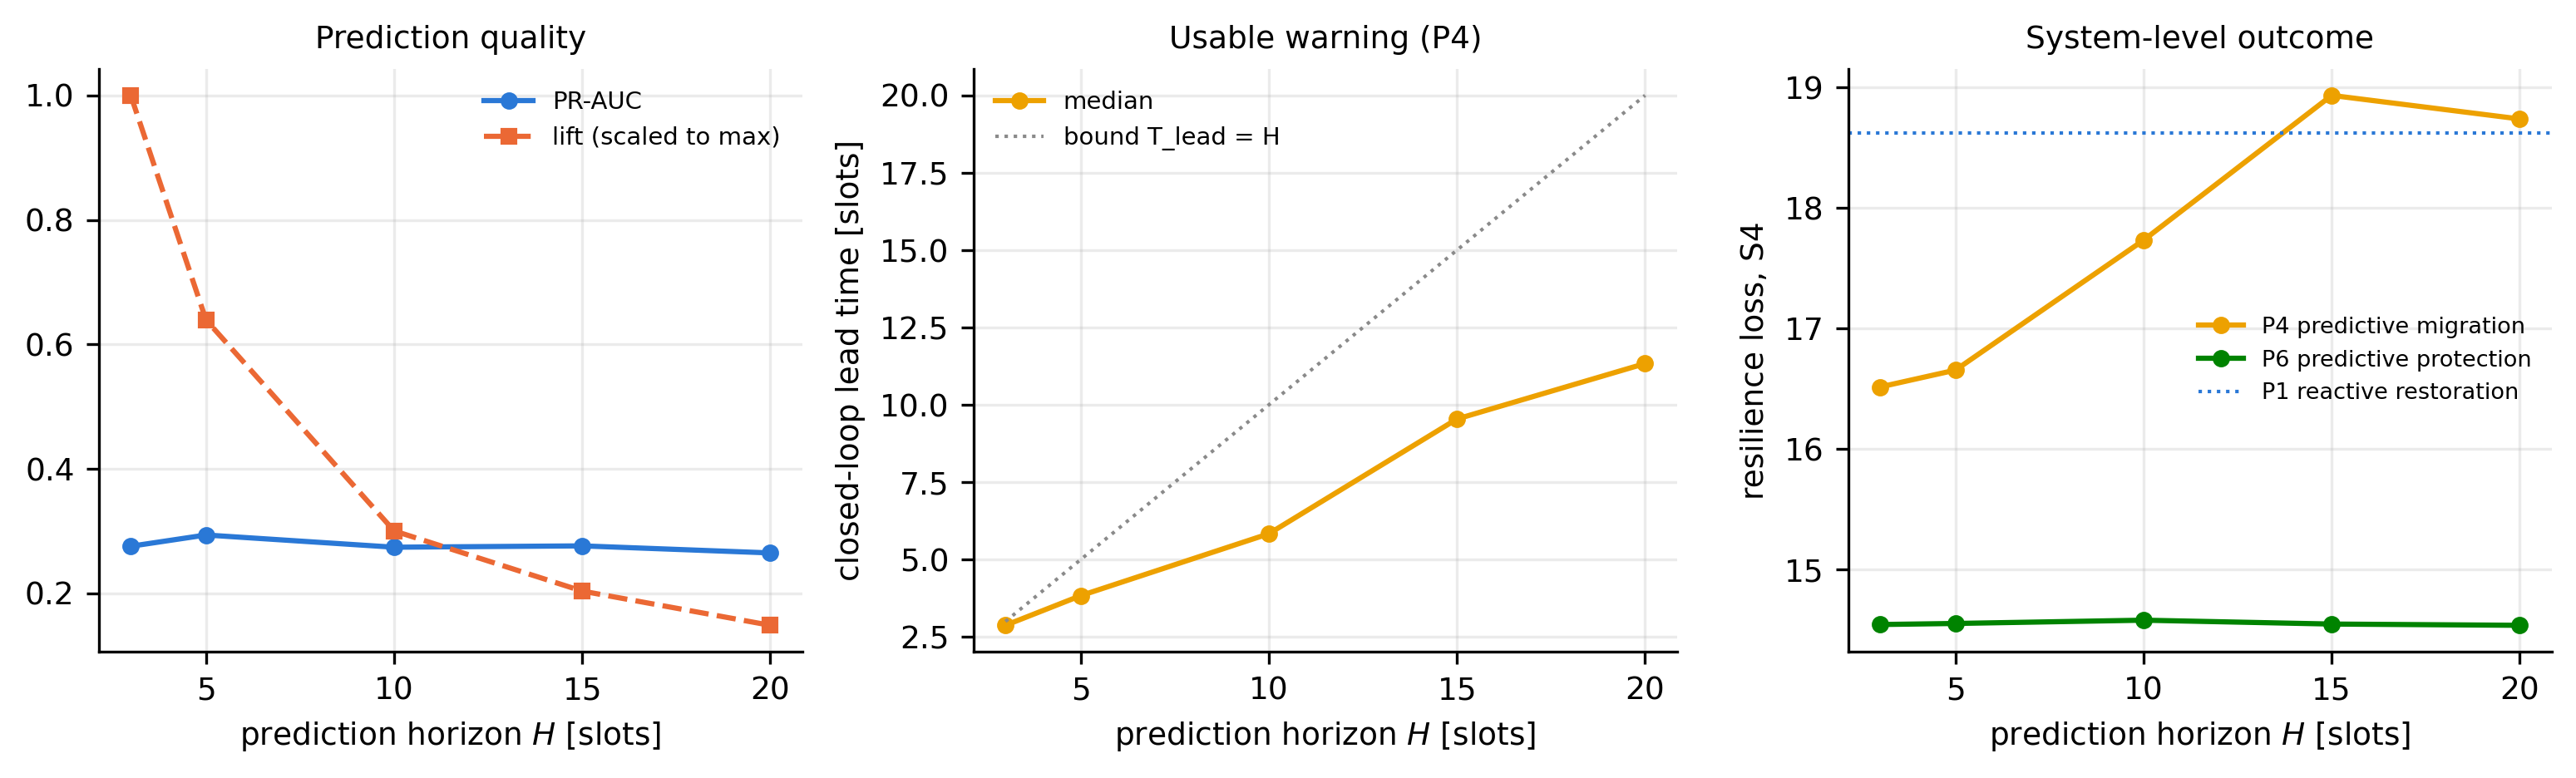 Prediction quality
1.0
0.8
0.6
0.4
0.2
PR-AUC
lift (scaled to max)
5
10
15
20
prediction horizon H [slots]
Usable warning (P4)
closed-loop lead time [slots]
20.0
17.5
15.0
12.5
10.0
7.5
5.0
2.5
median
bound T_lead = H
5
10
15
20
prediction horizon H [slots]
System-level outcome
resilience loss, S4
19
18
17
16
15
P4 predictive migration
P6 predictive protection
P1 reactive restoration
5
10
15
20
prediction horizon H [slots]